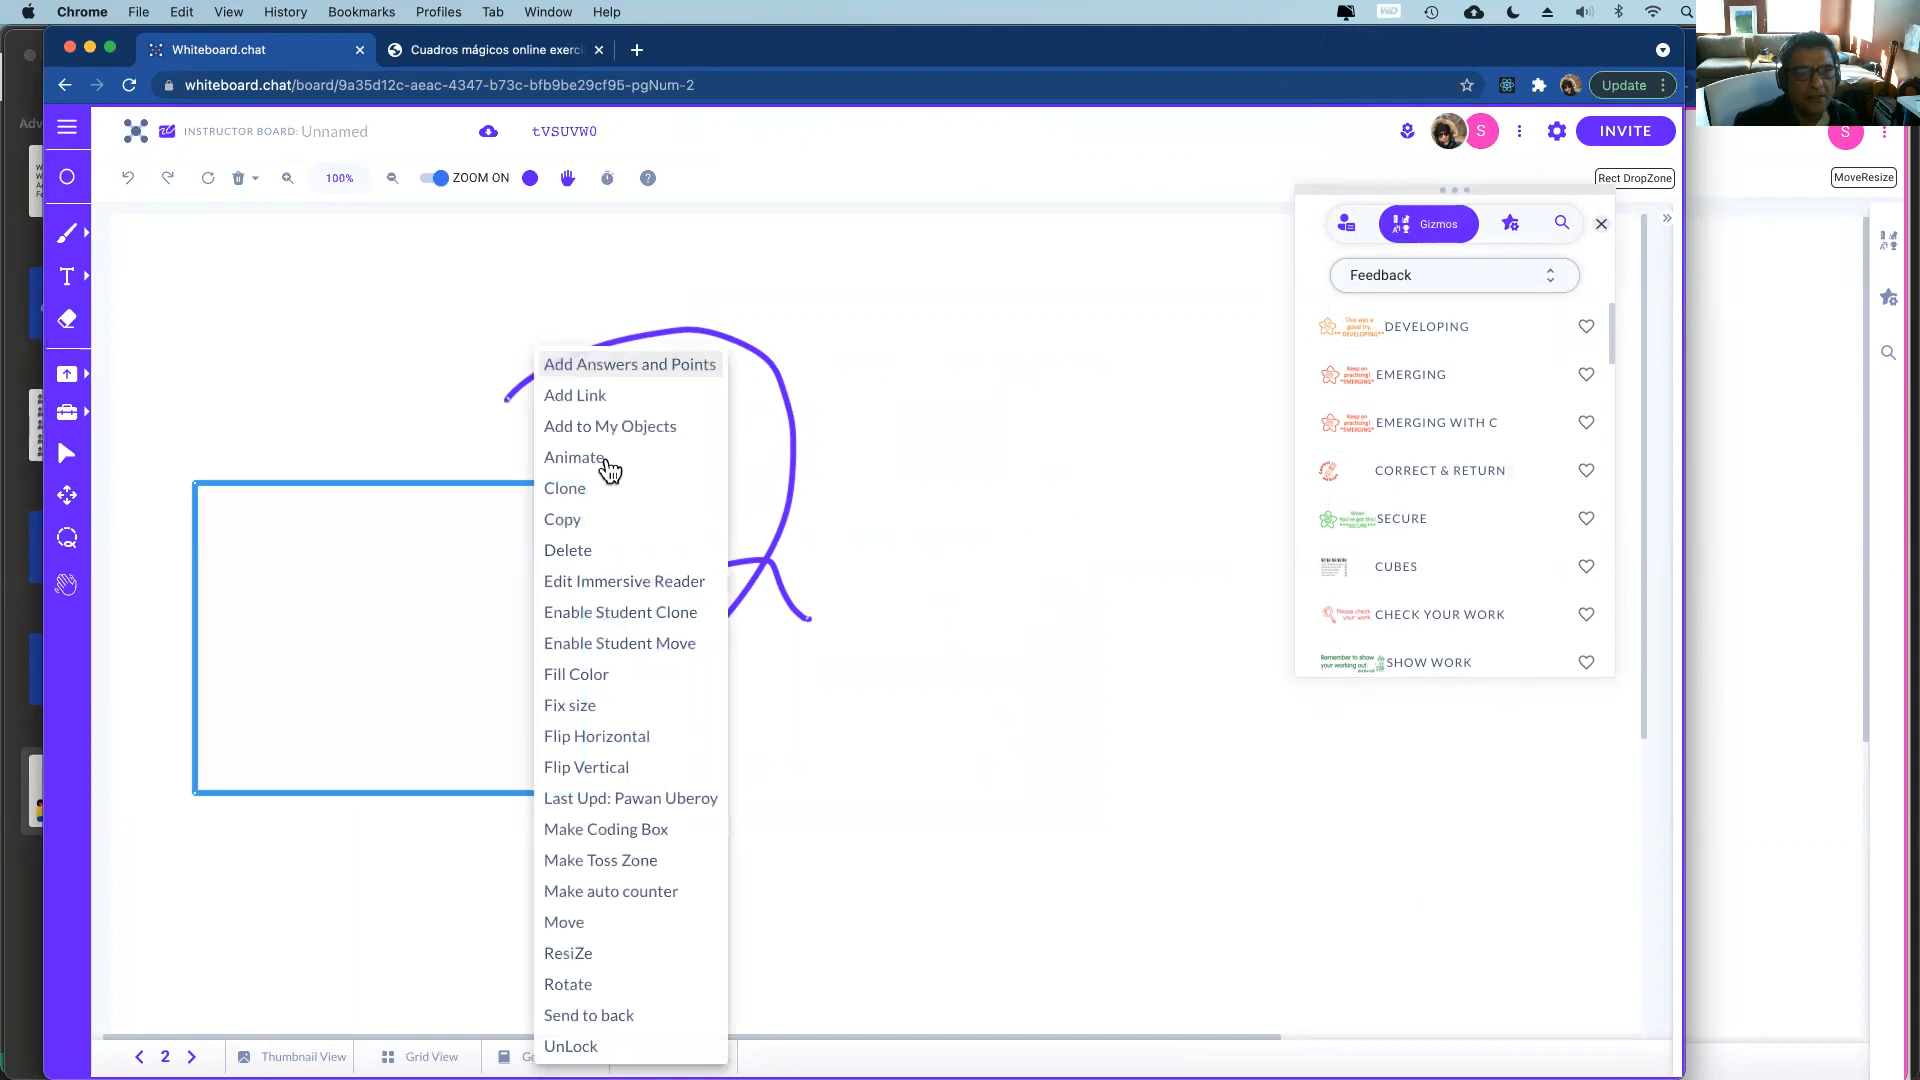 Chrome File Edit View History Bookmarks Profiles Tab Window Help
Whiteboard.chat
Cuadros mágicos online exerci
whiteboard.chat/board/9a35d12c-aeac-4347-b73c-bfb9be29cf95-pgNum-2
Update
INSTRUCTOR BOARD: Unnamed
tVSUVW0
S
INVITE
S
100%
ZOOM ON
Rect DropZone
MoveResize
Gizmos
Feedback
DEVELOPING
EMERGING
EMERGING WITH C
CORRECT & RETURN
SECURE
CUBES
CHECK YOUR WORK
SHOW WORK
Add Answers and Points
Add Link
Add to My Objects
Animate
Clone
Copy
Delete
Edit Immersive Reader
Enable Student Clone
Enable Student Move
Fill Color
Fix size
Flip Horizontal
Flip Vertical
Last Upd: Pawan Uberoy
Make Coding Box
Make Toss Zone
Make auto counter
Move
ResiZe
Rotate
Send to back
UnLock
2
Thumbnail View
Grid View